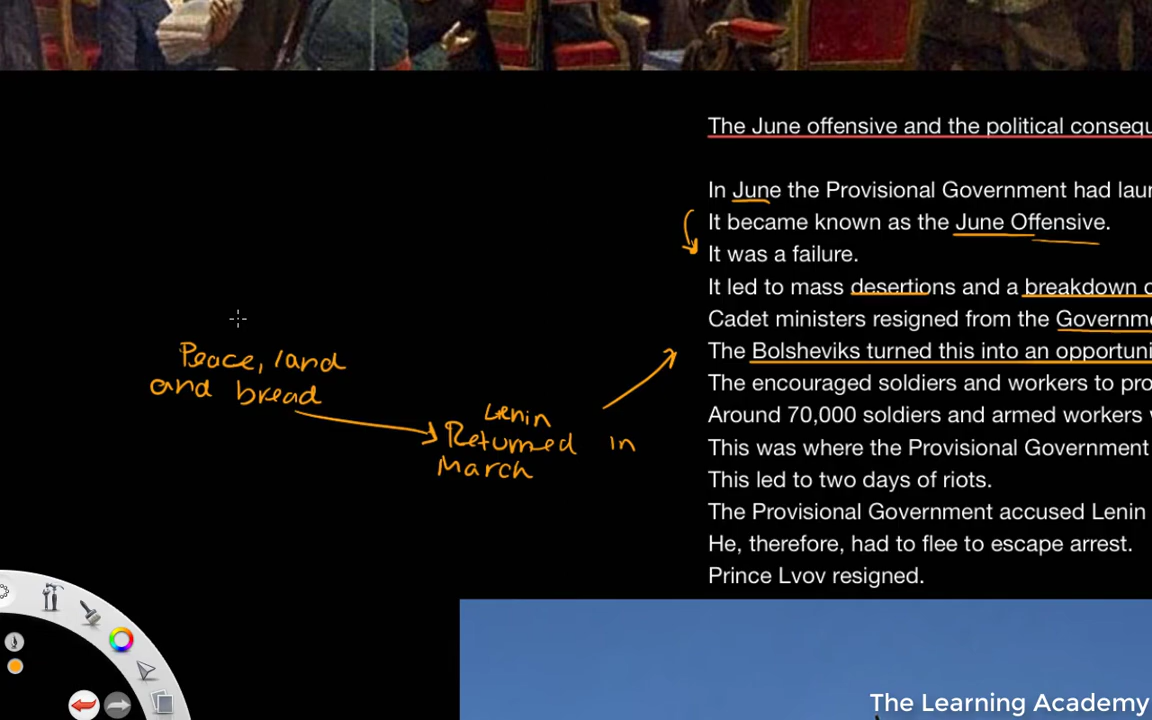 The June offensive and the political consequ
In June the Provisional Government had lau
It became known as the June Offensive.
It was a failure.
It led to mass desertions and a breakdown o
Cadet ministers resigned from the Governme
The Bolsheviks turned this into an opportuni
The encouraged soldiers and workers to pro
Around 70,000 soldiers and armed workers
This was where the Provisional Government
This led to two days of riots.
The Provisional Government accused Lenin
He, therefore, had to flee to escape arrest.
Prince Lvov resigned.
Peace, land
and bread
Lenin
Returned in
March
The Learning Academy